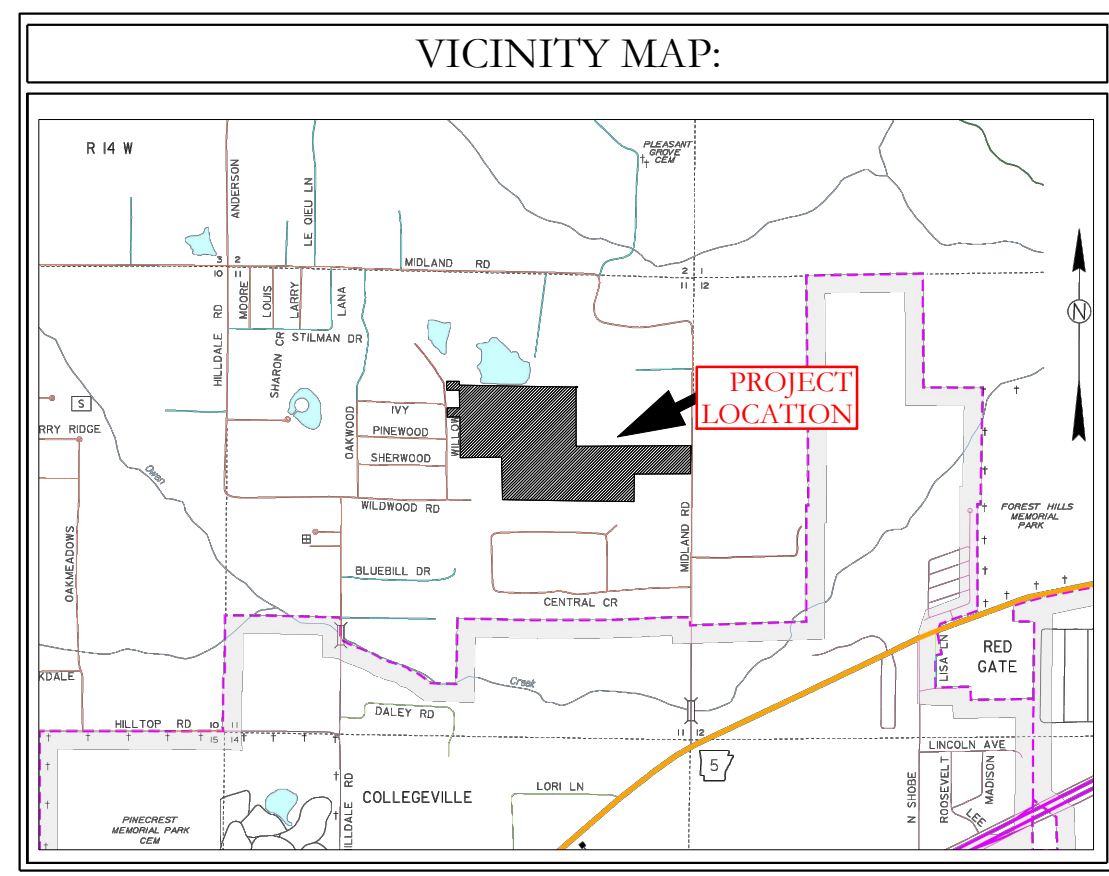 VICINITY MAP:
R 14 W
ANDERSON
LE QIEU LN
PLEASANT
GROVE
CEM
MIDLAND RD
3 2
10 11
2 1
11 12
HILLDALE RD
MOORE
LOUIS
LARRY
LANA
STILMAN DR
SHARON CR
N
PROJECT
LOCATION
S
RRY RIDGE
OAKWOOD
IVY
PINEWOOD
SHERWOOD
WILLOW
WILDWOOD RD
Owen
OAKMEADOWS
MIDLAND RD
FOREST HILLS
MEMORIAL
PARK
BLUEBILL DR
CENTRAL CR
KDALE
Creek
LISA LN
RED
GATE
DALEY RD
HILLTOP RD
10 11
15 14
11 12
5
LINCOLN AVE
N SHOBE
ROOSEVELT
MADISON
LEE
LORI LN
COLLEGEVILLE
ILLDALE RD
PINECREST
MEMORIAL PARK
CEM